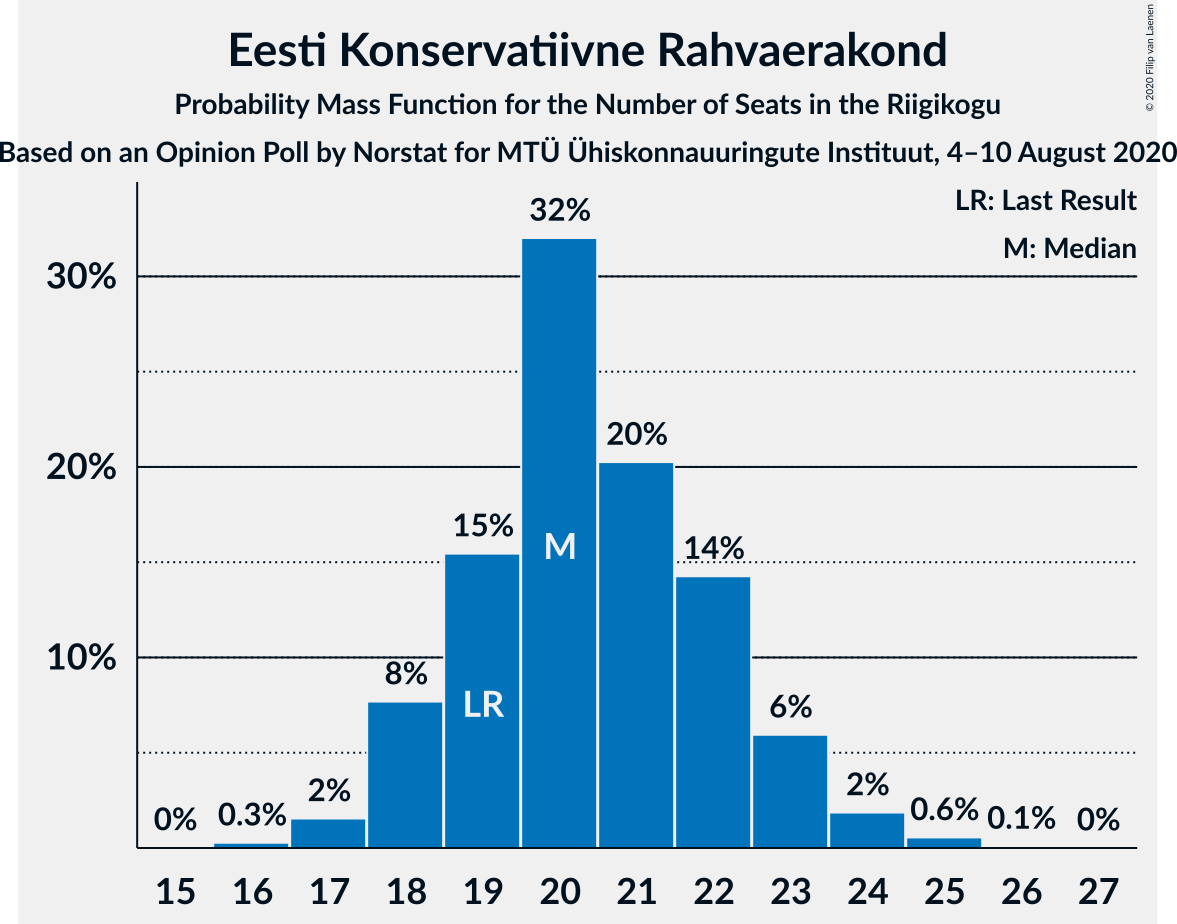 Eesti Konservatiivne Rahvaerakond
Probability Mass Function for the Number of Seats in the Riigikogu
Based on an Opinion Poll by Norstat for MTÜ Ühiskonnauuringute Instituut, 4–10 August 2020
© 2020 Filip van Laenen
LR: Last Result
M: Median
30%
20%
10%
0%
0.3%
2%
8%
15%
32%
20%
14%
6%
2%
0.6%
0.1%
0%
LR
M
15 16 17 18 19 20 21 22 23 24 25 26 27